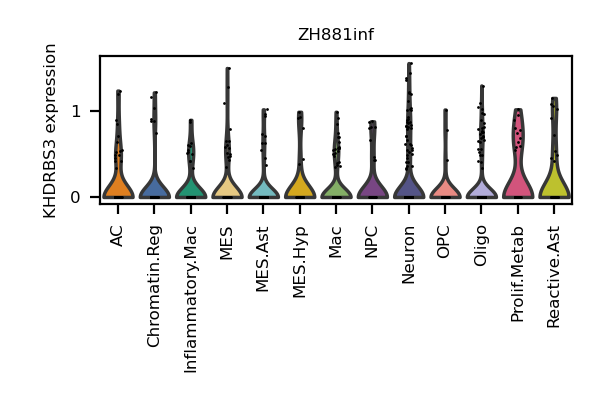 ZH881inf
KHDRBS3 expression
1
0
AC
Chromatin.Reg
Inflammatory.Mac
MES
MES.Ast
MES.Hyp
Mac
NPC
Neuron
OPC
Oligo
Prolif.Metab
Reactive.Ast